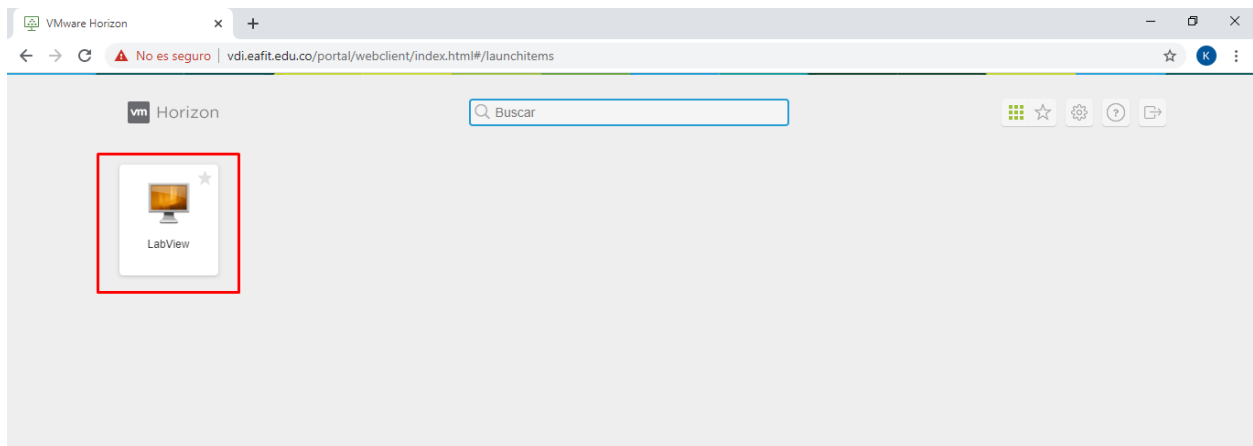 VMware Horizon
No es seguro | vdi.eafit.edu.co/portal/webclient/index.html#/launchitems
K
vm Horizon
Buscar
?
LabView